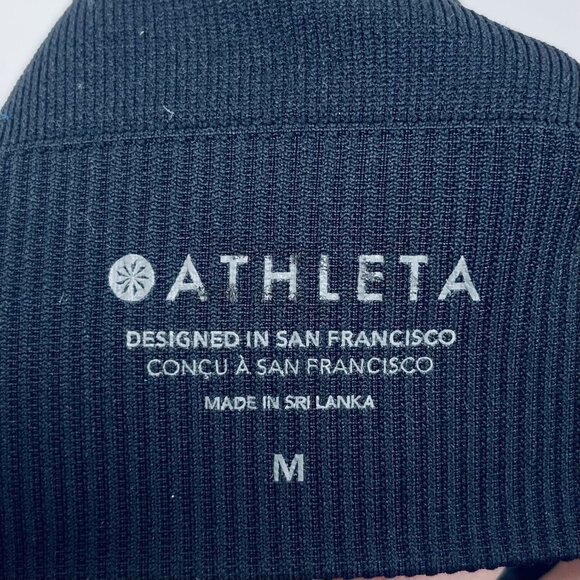 ATHLETA
DESIGNED IN SAN FRANCISCO
CONÇU À SAN FRANCISCO
MADE IN SRI LANKA
M